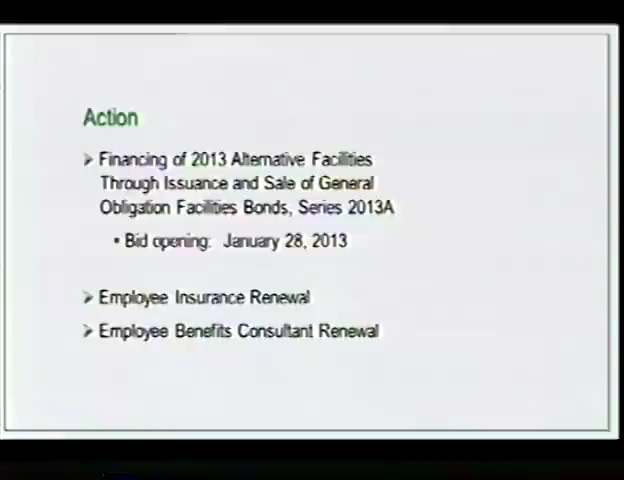 Action
➢ Financing of 2013 Alternative Facilities
Through Issuance and Sale of General
Obligation Facilities Bonds, Series 2013A
• Bid opening: January 28, 2013
➢ Employee Insurance Renewal
➢ Employee Benefits Consultant Renewal